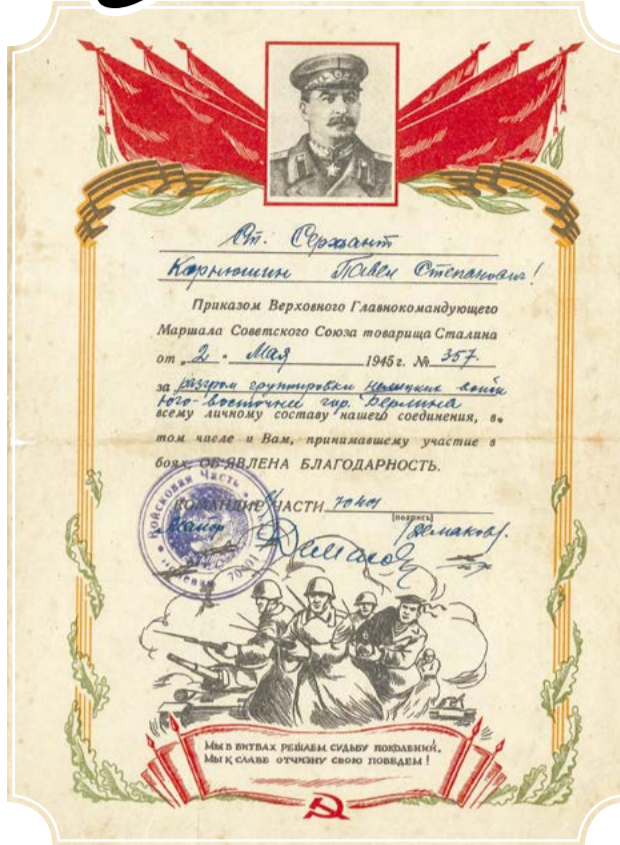 Ст. Сержант
Корнюшин Павел Степанович!
Приказом Верховного Главнокомандующего
Маршала Советского Союза товарища Сталина
от „2“ Мая 1945 г. № 357.
за разгром группировки немецких войск
юго-восточнее гор. Берлина
всему личному составу нашего соединения, в
том числе и Вам, принимавшему участие в
боях, ОБ'ЯВЛЕНА БЛАГОДАРНОСТЬ.
КОМАНДИР В/ЧАСТИ 70401
[подпись]
Майор
Войсковая Часть
Полевая 70401
МЫ В БИТВАХ РЕШАЕМ СУДЬБУ ПОКОЛЕНИЙ,
МЫ К СЛАВЕ ОТЧИЗНУ СВОЮ ПОВЕДЕМ!